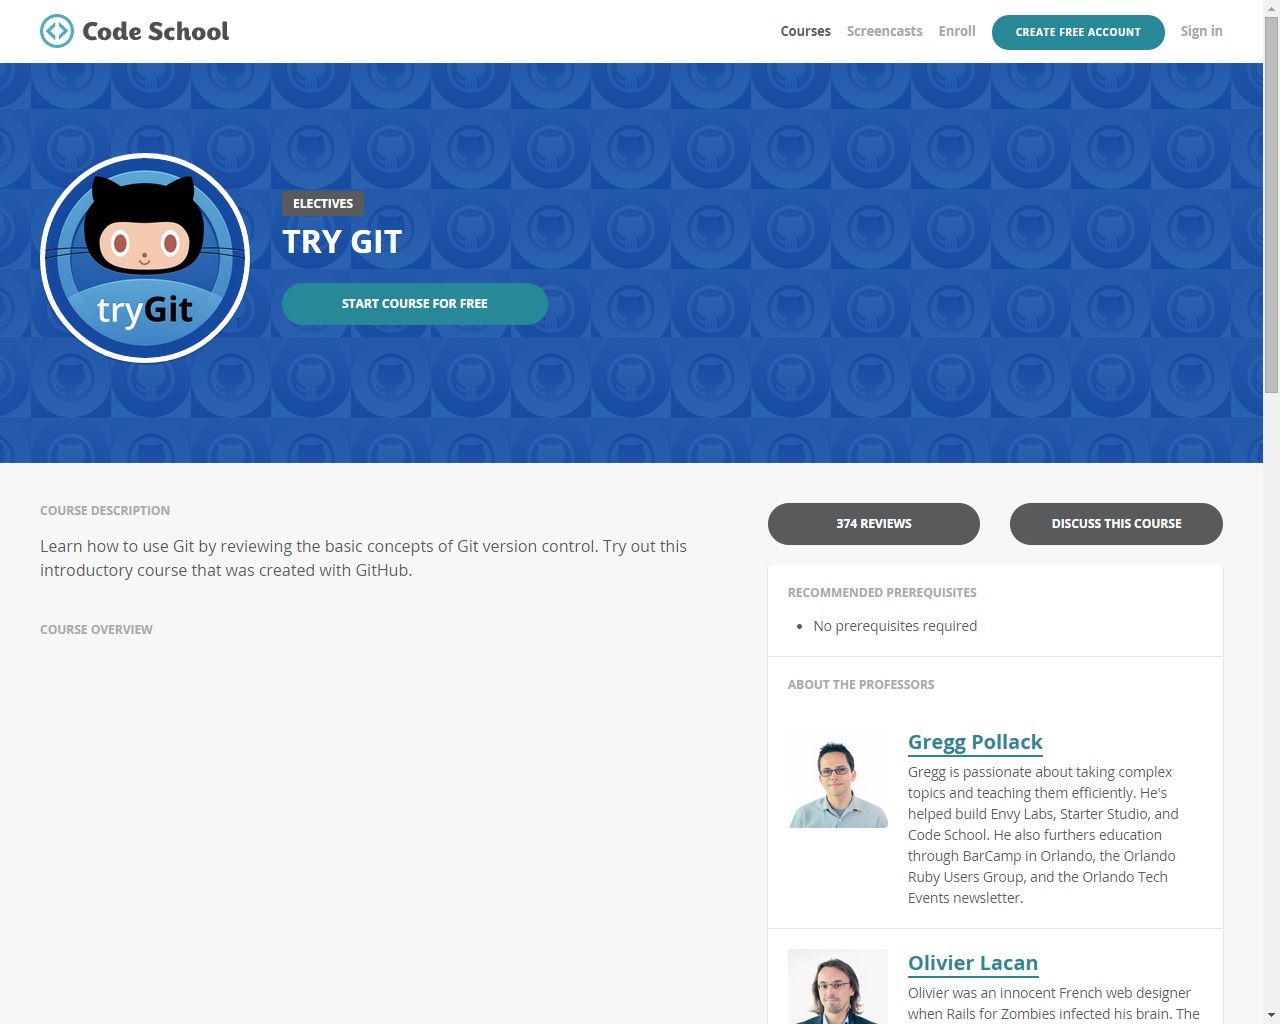 Code School
Courses
Screencasts
Enroll
CREATE FREE ACCOUNT
Sign in
tryGit
ELECTIVES
TRY GIT
START COURSE FOR FREE
COURSE DESCRIPTION
Learn how to use Git by reviewing the basic concepts of Git version control. Try out this
introductory course that was created with GitHub.
COURSE OVERVIEW
374 REVIEWS
DISCUSS THIS COURSE
RECOMMENDED PREREQUISITES
• No prerequisites required
ABOUT THE PROFESSORS
Gregg Pollack
Gregg is passionate about taking complex
topics and teaching them efficiently. He's
helped build Envy Labs, Starter Studio, and
Code School. He also furthers education
through BarCamp in Orlando, the Orlando
Ruby Users Group, and the Orlando Tech
Events newsletter.
Olivier Lacan
Olivier was an innocent French web designer
when Rails for Zombies infected his brain. The